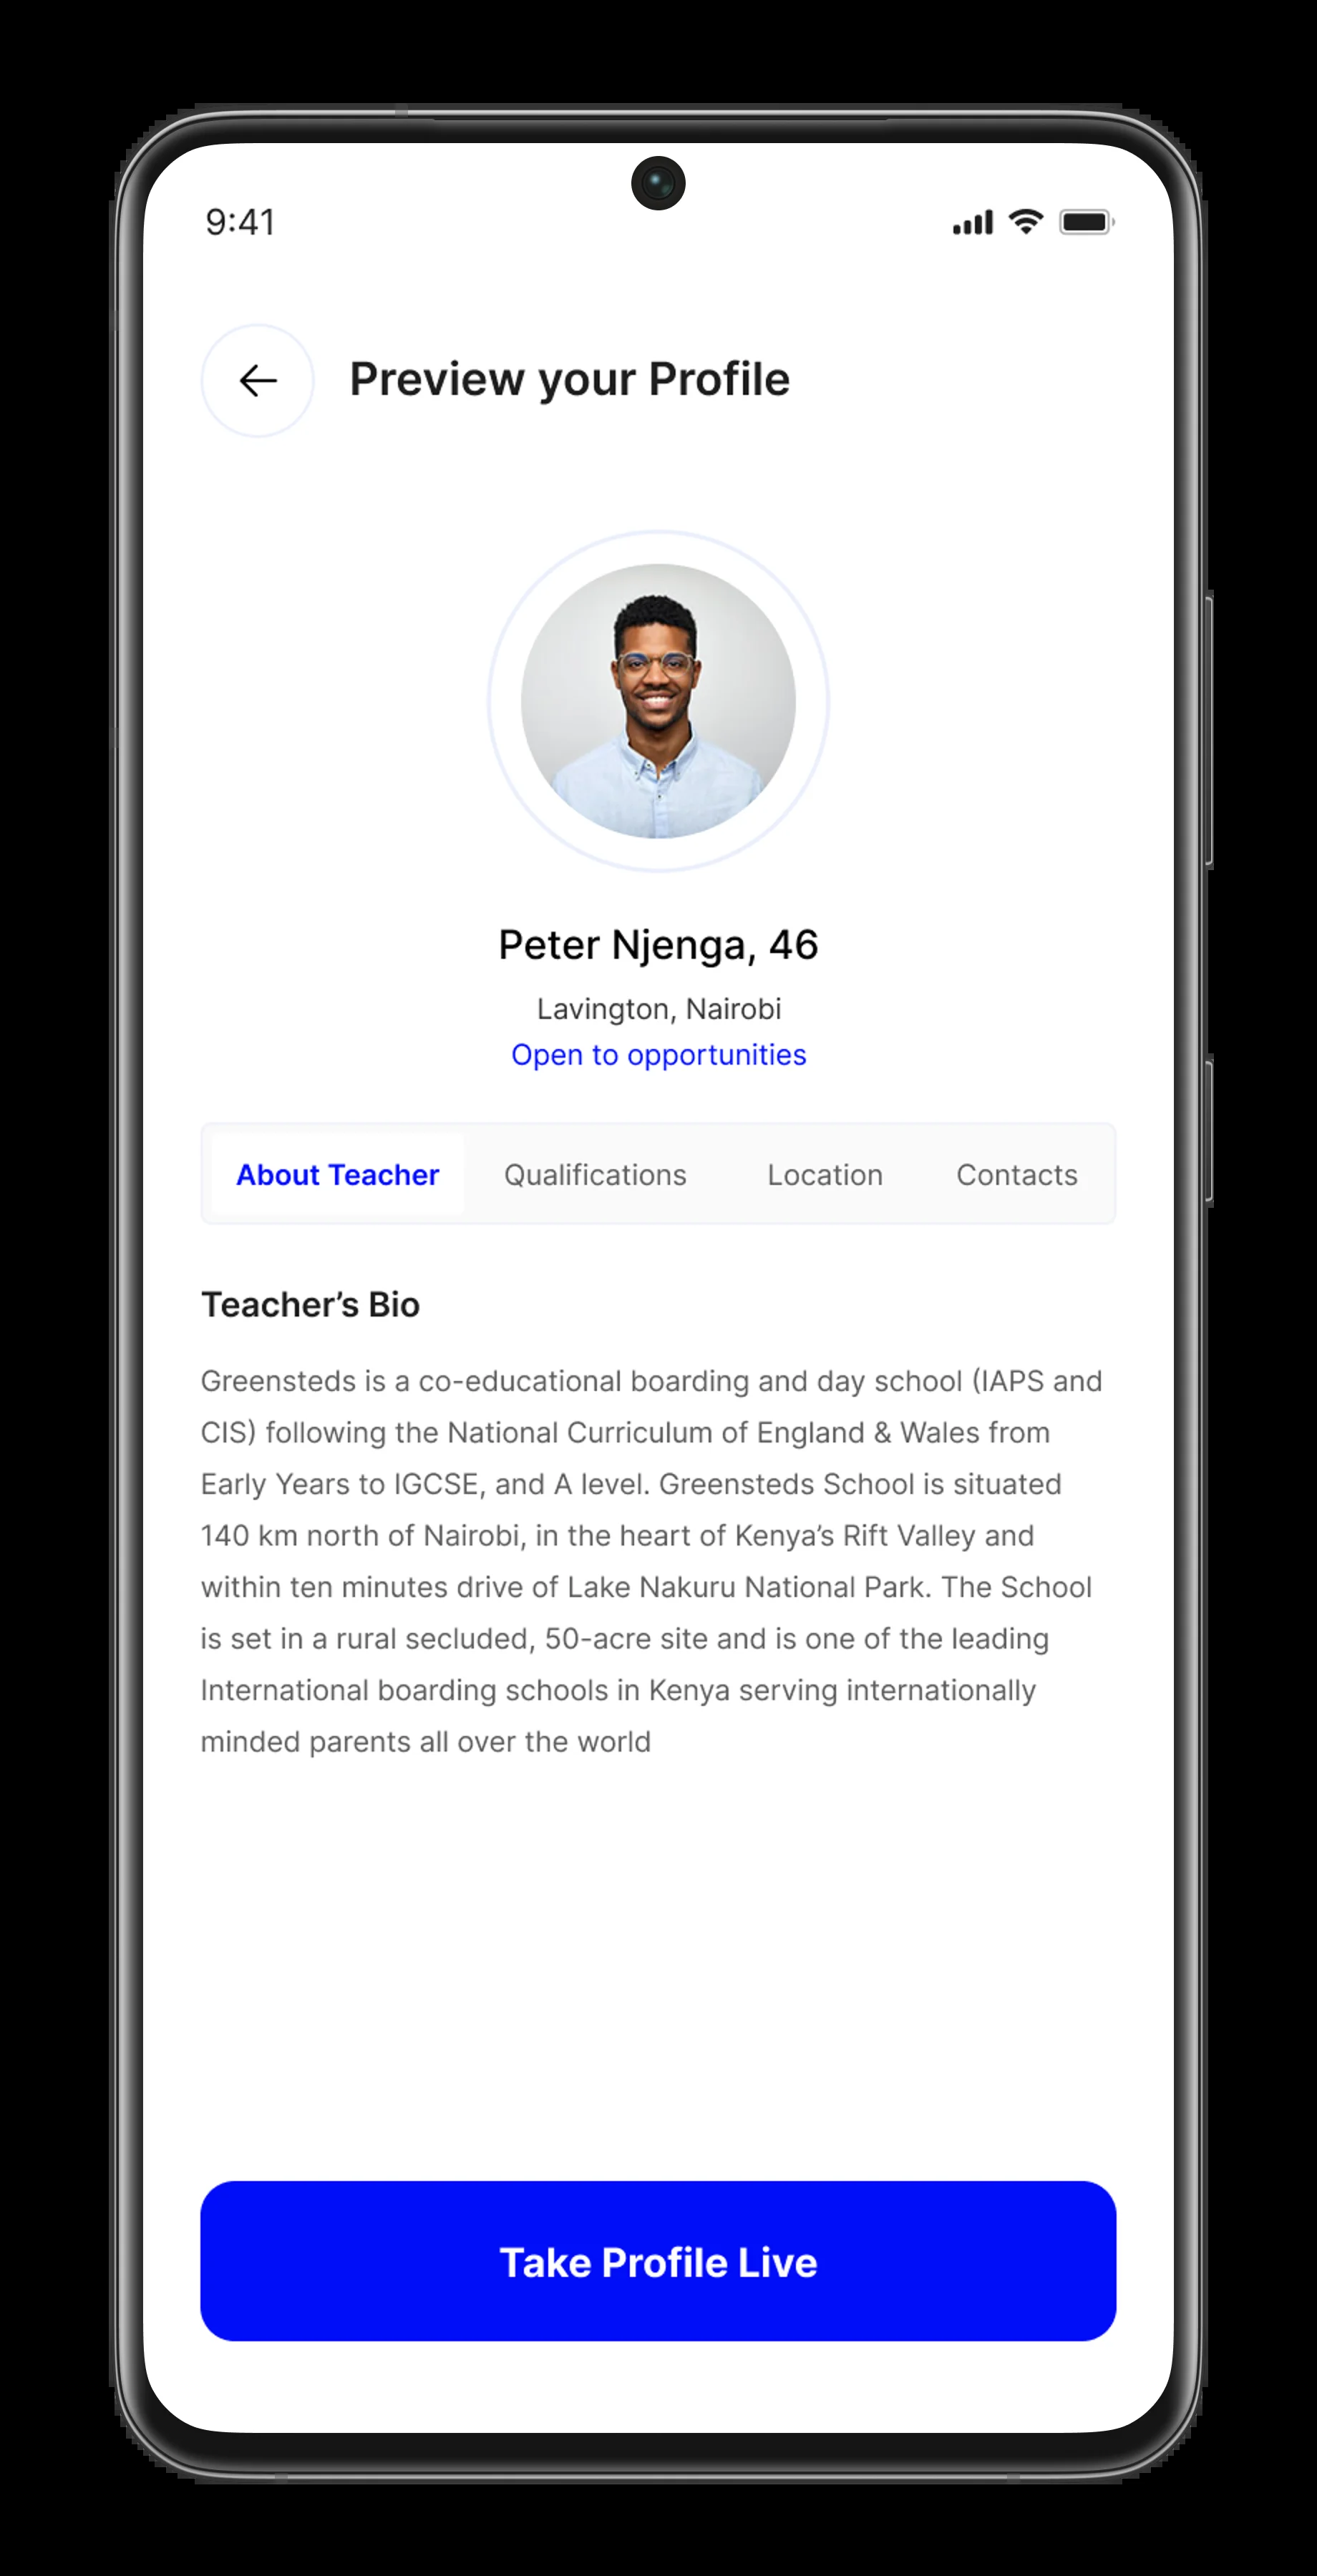 9:41
Preview your Profile
Peter Njenga, 46
Lavington, Nairobi
Open to opportunities
About Teacher Qualifications Location Contacts
Teacher’s Bio
Greensteds is a co-educational boarding and day school (IAPS and
CIS) following the National Curriculum of England & Wales from
Early Years to IGCSE, and A level. Greensteds School is situated
140 km north of Nairobi, in the heart of Kenya’s Rift Valley and
within ten minutes drive of Lake Nakuru National Park. The School
is set in a rural secluded, 50-acre site and is one of the leading
International boarding schools in Kenya serving internationally
minded parents all over the world
Take Profile Live